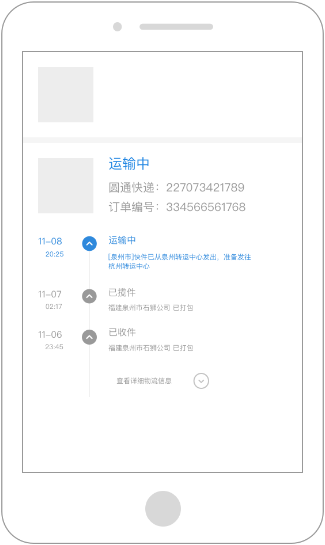 运输中
圆通快递：227073421789
订单编号：334566561768
11-08
20:25
运输中
[泉州市]快件已从泉州转运中心发出，准备发往
杭州转运中心
11-07
02:17
已揽件
福建泉州市石狮公司 已打包
11-06
23:45
已收件
福建泉州市石狮公司 已打包
查看详细物流信息